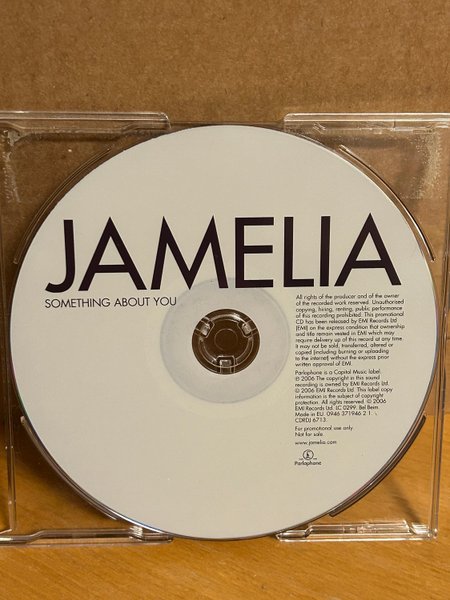 JAMELIA
SOMETHING ABOUT YOU
All rights of the producer and of the owner
of the recorded work reserved. Unauthorised
copying, hiring, renting, public performance
of this recording prohibited. This promotional
CD has been released by EMI Records Ltd
(EMI) on the express condition that ownership
and title remain vested in EMI which may
require delivery up of this record at any time.
It may not be sold, transferred, altered or
copied (including burning or uploading
to the internet) without the express prior
written approval of EMI.
Parlophone is a Capitol Music label.
℗ 2006 The copyright in this sound
recording is owned by EMI Records Ltd.
© 2006 EMI Records Ltd. This label copy
information is the subject of copyright
protection. All rights reserved. © 2006
EMI Records Ltd. LC 0299. Bel Biem.
Made in EU. 0946 371946 2 1
CDRDJ 6713.
For promotional use only.
Not for sale.
www.jamelia.com
Parlophone